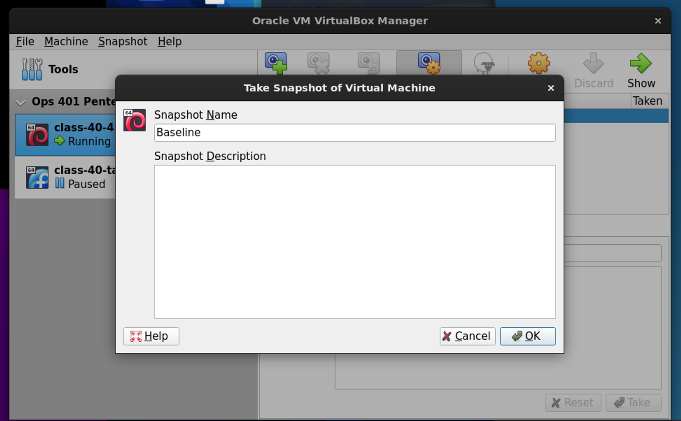 Oracle VM VirtualBox Manager
File Machine Snapshot Help
Tools
Discard
Show
Ops 401 Pente
Taken
class-40-4
Running
class-40-ta
Paused
Take Snapshot of Virtual Machine
64
Snapshot Name
Baseline
Snapshot Description
Help
Cancel
OK
Reset
Take